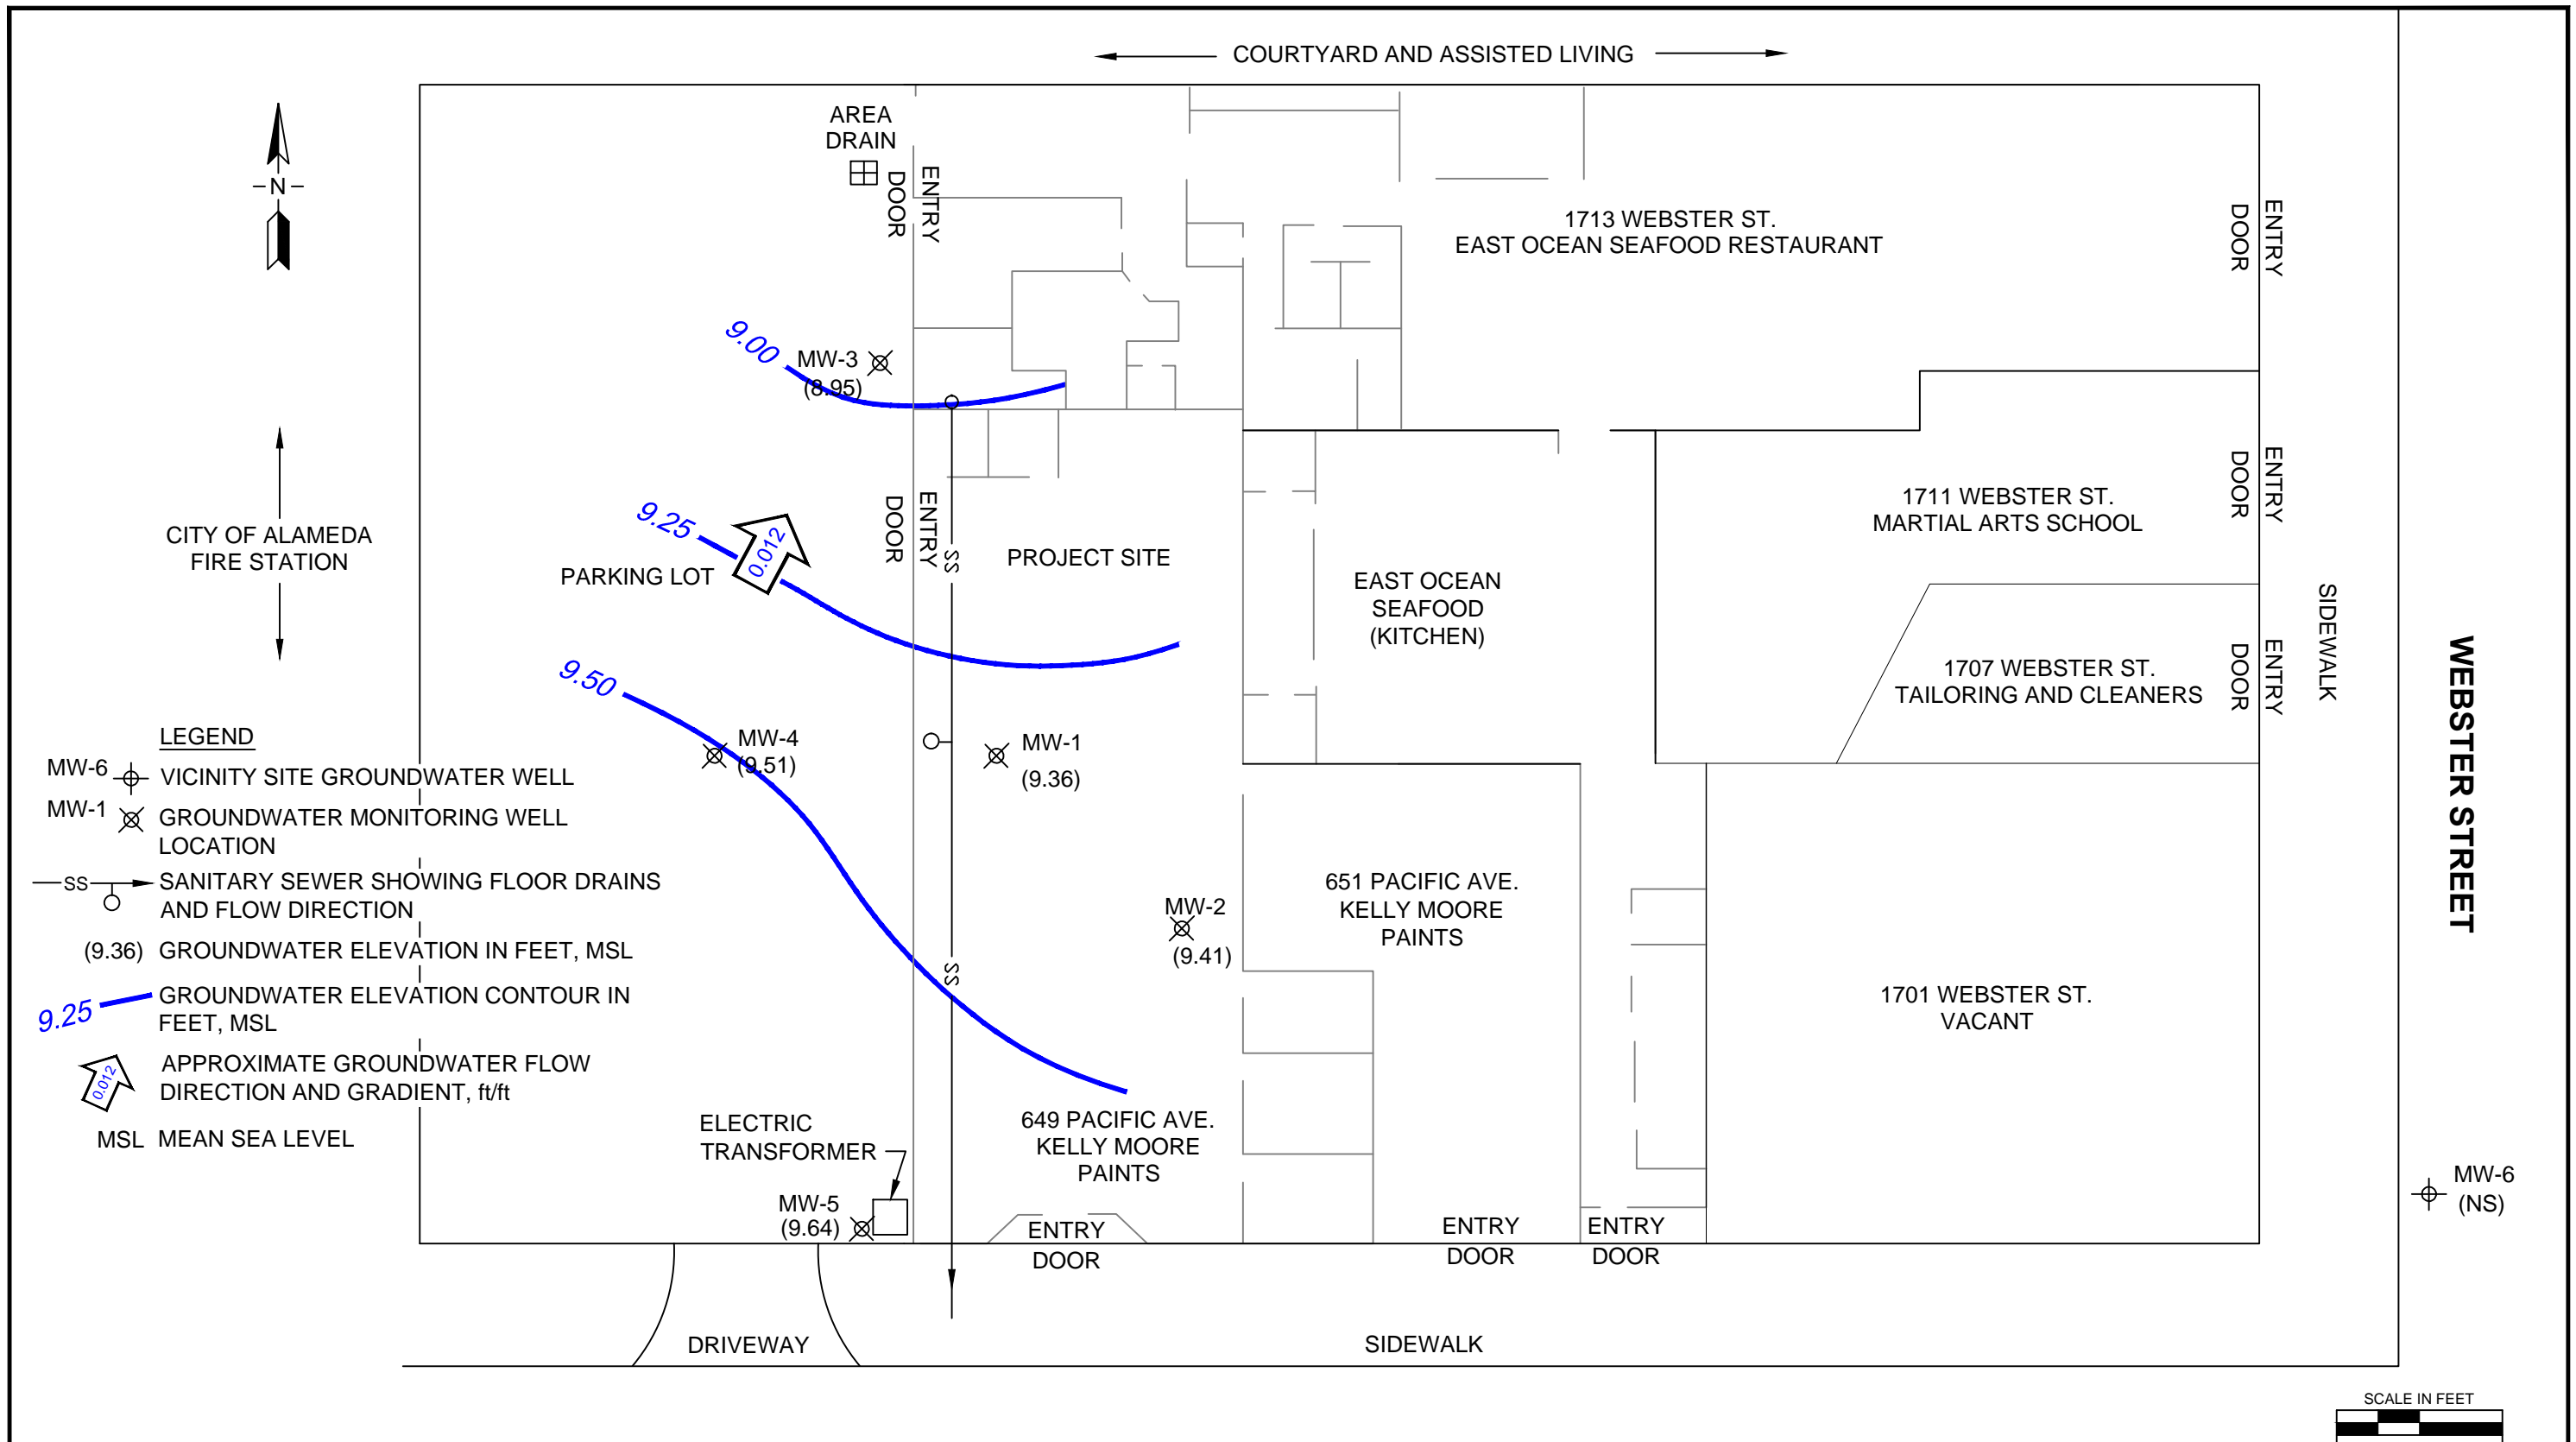 COURTYARD AND ASSISTED LIVING
AREA
DRAIN
ENTRY
DOOR
N
1713 WEBSTER ST.
EAST OCEAN SEAFOOD RESTAURANT
ENTRY
DOOR
9.00
MW-3
(8.95)
CITY OF ALAMEDA
FIRE STATION
9.25
0.012
PARKING LOT
ENTRY
DOOR
SS
PROJECT SITE
EAST OCEAN
SEAFOOD
(KITCHEN)
1711 WEBSTER ST.
MARTIAL ARTS SCHOOL
ENTRY
DOOR
1707 WEBSTER ST.
TAILORING AND CLEANERS
ENTRY
DOOR
SIDEWALK
WEBSTER STREET
9.50
MW-4
(9.51)
MW-1
(9.36)
MW-2
(9.41)
SS
651 PACIFIC AVE.
KELLY MOORE
PAINTS
1701 WEBSTER ST.
VACANT
LEGEND
MW-6 VICINITY SITE GROUNDWATER WELL
MW-1 GROUNDWATER MONITORING WELL
LOCATION
SS SANITARY SEWER SHOWING FLOOR DRAINS
AND FLOW DIRECTION
(9.36) GROUNDWATER ELEVATION IN FEET, MSL
9.25 GROUNDWATER ELEVATION CONTOUR IN
FEET, MSL
0.012 APPROXIMATE GROUNDWATER FLOW
DIRECTION AND GRADIENT, ft/ft
MSL MEAN SEA LEVEL
ELECTRIC
TRANSFORMER
MW-5
(9.64)
649 PACIFIC AVE.
KELLY MOORE
PAINTS
ENTRY
DOOR
ENTRY
DOOR
ENTRY
DOOR
MW-6
(NS)
DRIVEWAY
SIDEWALK
SCALE IN FEET